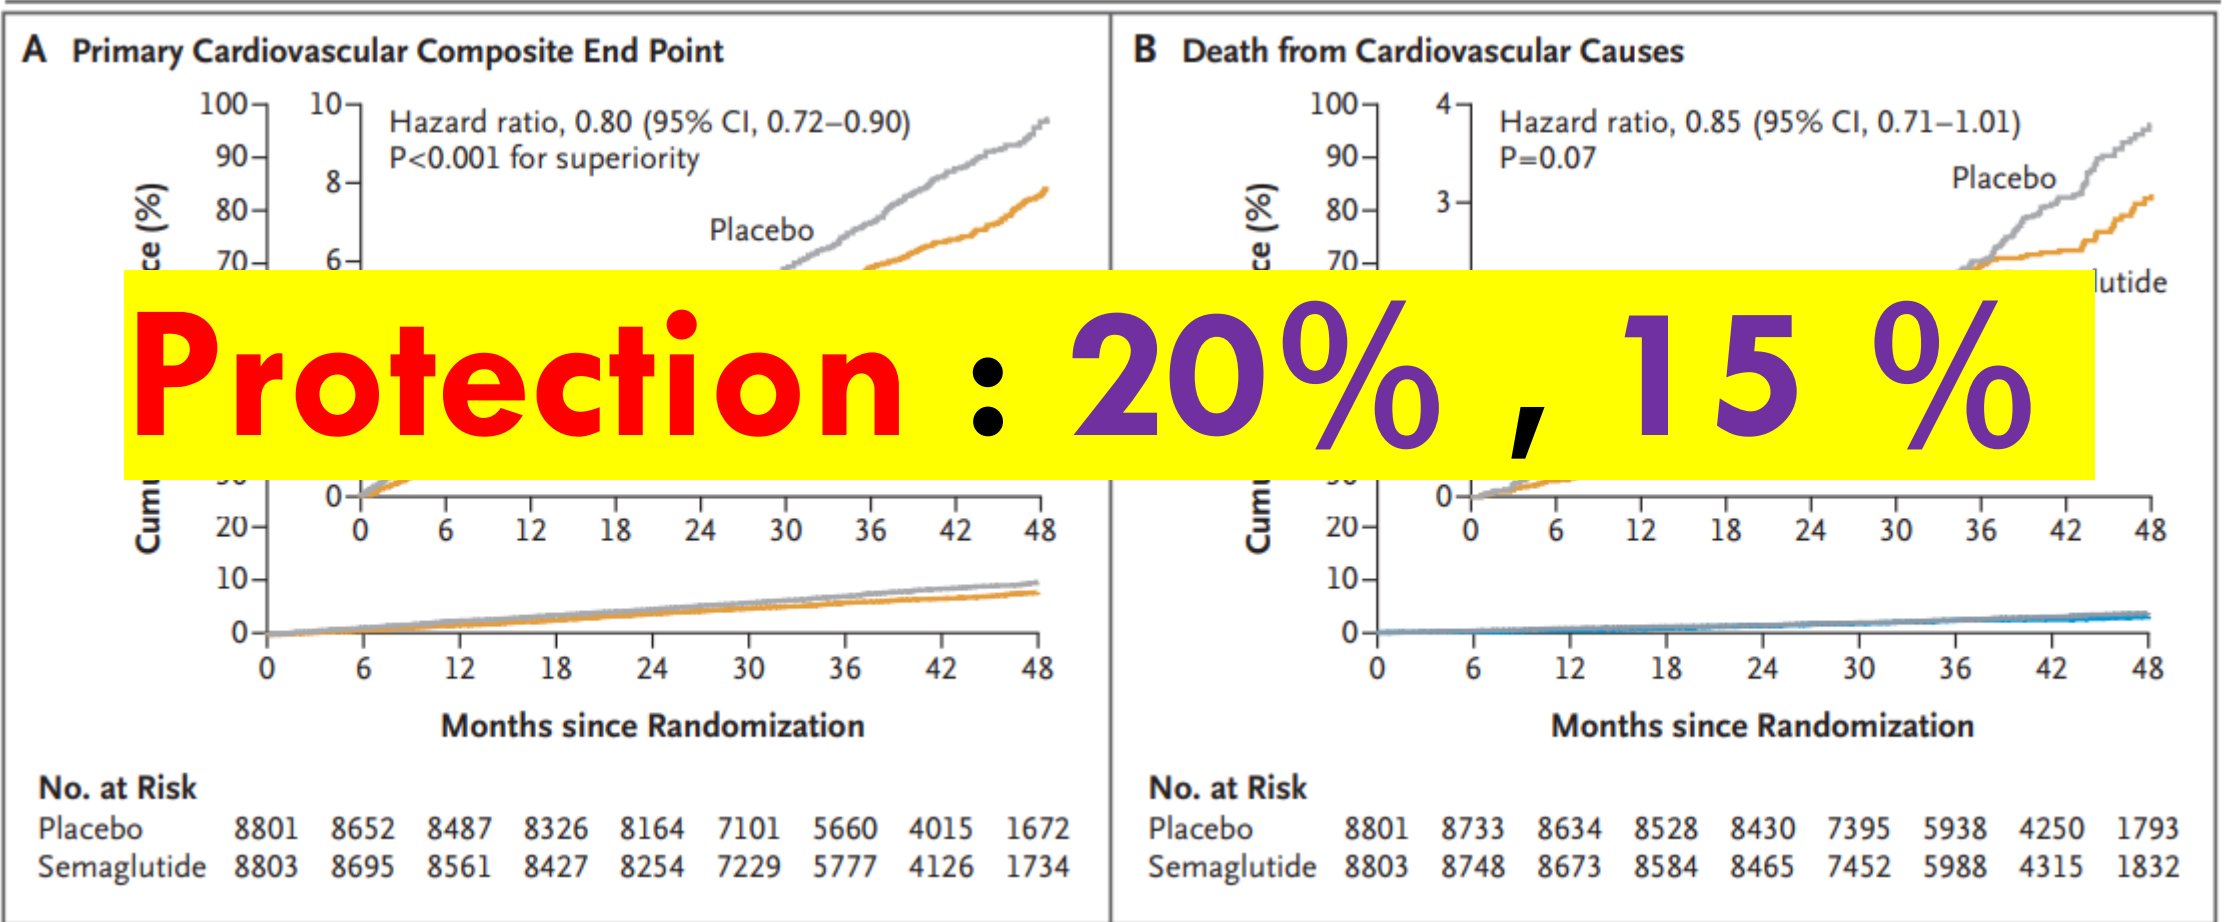 A Primary Cardiovascular Composite End Point
100
90
80
70
20
10
0
10
8
6
0
Hazard ratio, 0.80 (95% CI, 0.72–0.90)
P<0.001 for superiority
Placebo
0 6 12 18 24 30 36 42 48
0 6 12 18 24 30 36 42 48
Months since Randomization
No. at Risk
Placebo 8801 8652 8487 8326 8164 7101 5660 4015 1672
Semaglutide 8803 8695 8561 8427 8254 7229 5777 4126 1734
B Death from Cardiovascular Causes
100
90
80
70
20
10
0
4
3
0
Hazard ratio, 0.85 (95% CI, 0.71–1.01)
P=0.07
Placebo
lutide
0 6 12 18 24 30 36 42 48
0 6 12 18 24 30 36 42 48
Months since Randomization
No. at Risk
Placebo 8801 8733 8634 8528 8430 7395 5938 4250 1793
Semaglutide 8803 8748 8673 8584 8465 7452 5988 4315 1832
Protection : 20% , 15 %